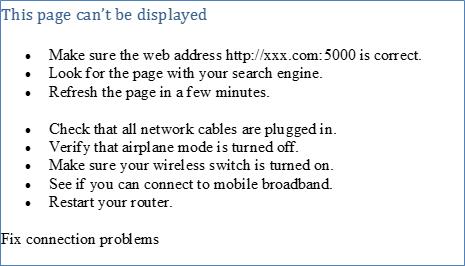 This page can’t be displayed
• Make sure the web address http://xxx.com:5000 is correct.
• Look for the page with your search engine.
• Refresh the page in a few minutes.
• Check that all network cables are plugged in.
• Verify that airplane mode is turned off.
• Make sure your wireless switch is turned on.
• See if you can connect to mobile broadband.
• Restart your router.
Fix connection problems